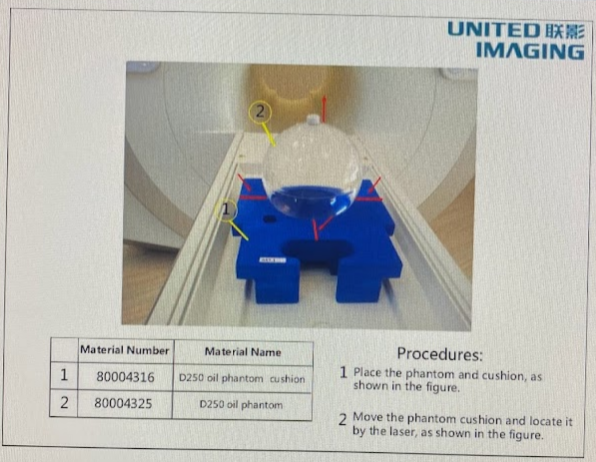 UNITED 联影
IMAGING
2
1
Material Number Material Name
1 80004316 D250 oil phantom cushion
2 80004325 D250 oil phantom
Procedures:
1 Place the phantom and cushion, as
shown in the figure.
2 Move the phantom cushion and locate it
by the laser, as shown in the figure.